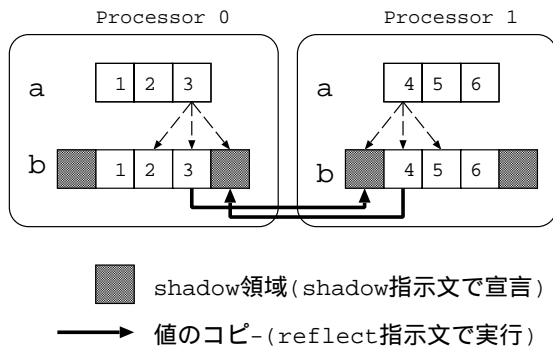 Processor 0
Processor 1
a 1 2 3
a 4 5 6
b 1 2 3
b 4 5 6
shadow領域(shadow指示文で宣言)
値のコピ-(reflect指示文で実行)